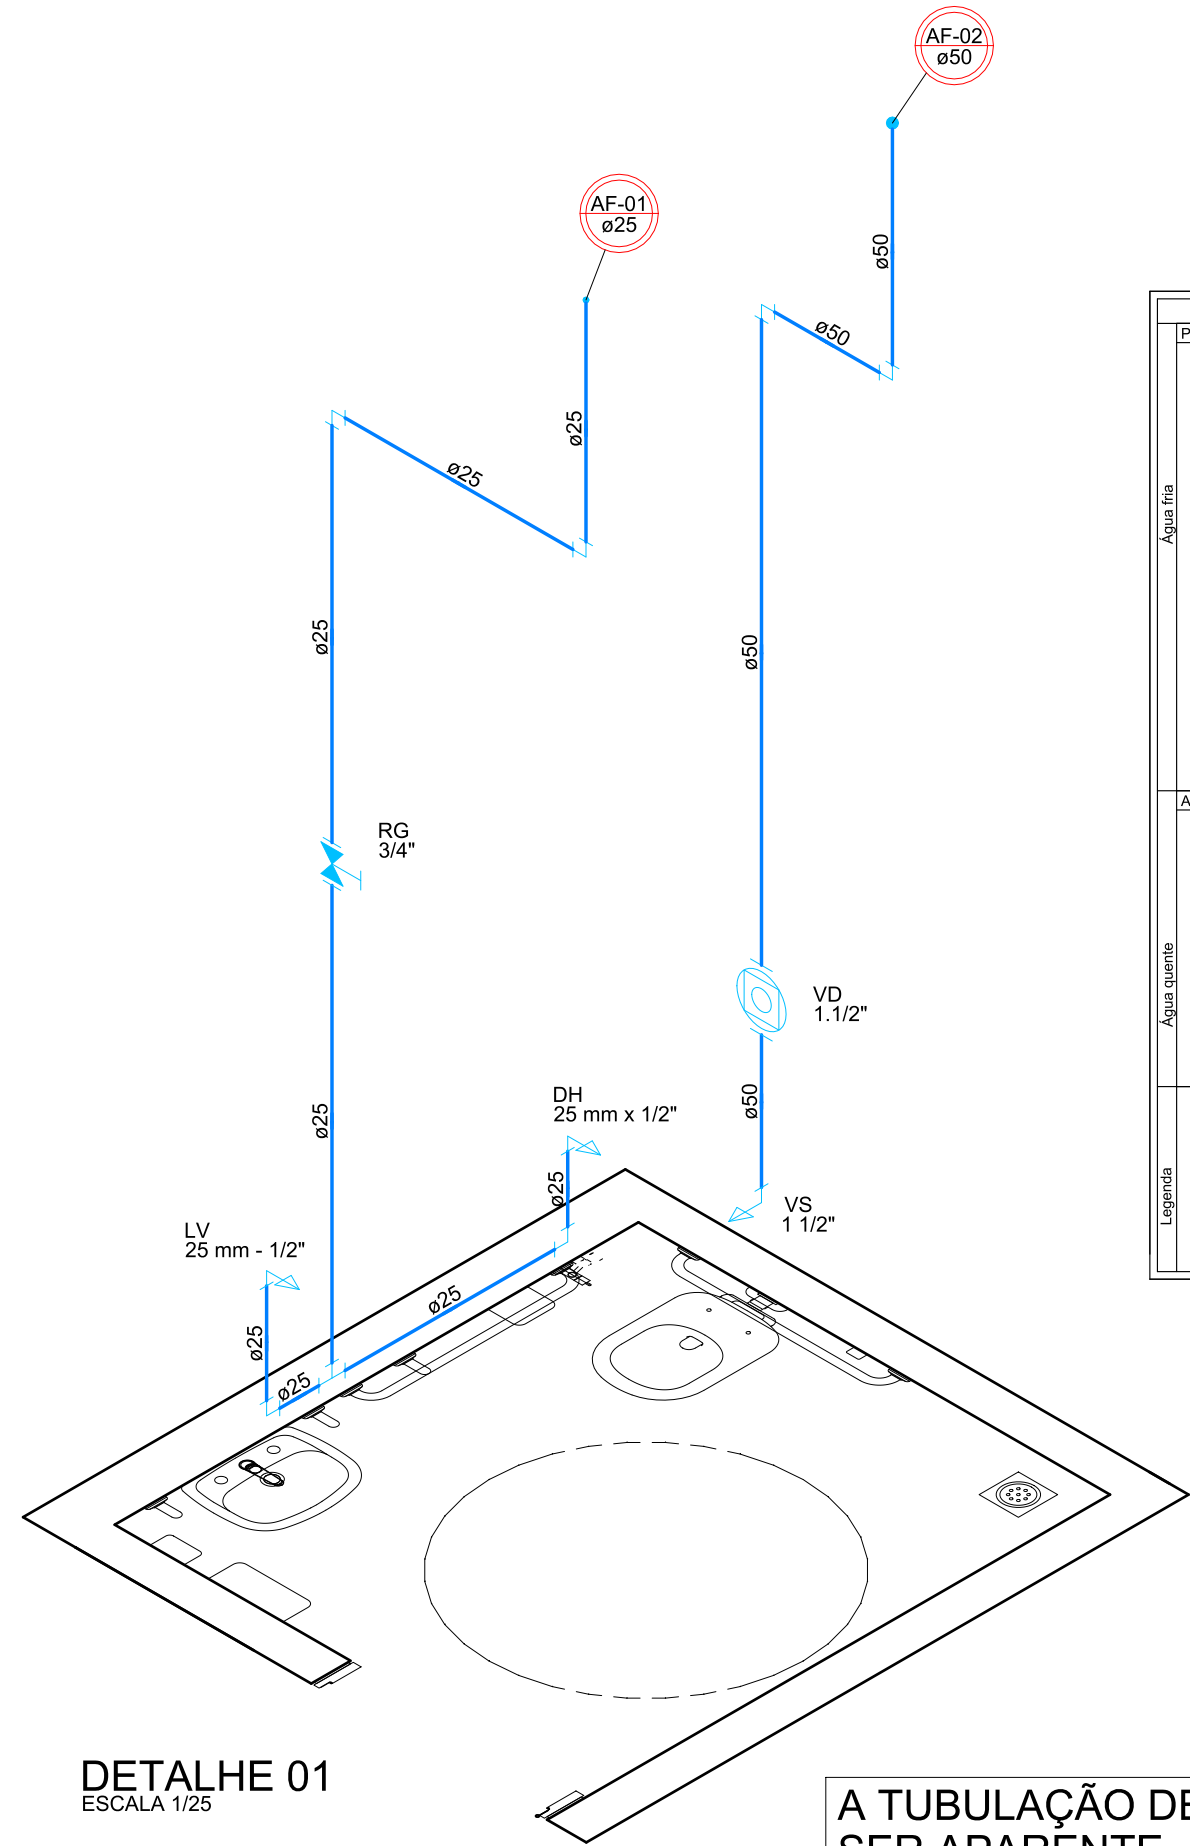 AF-02
ø50
AF-01
ø25
ø50
ø50
ø25
ø25
P
Água fria
ø25
ø50
RG
3/4"
A
Água quente
VD
1.1/2"
ø25
ø50
DH
25 mm x 1/2"
ø25
Legenda
VS
1 1/2"
LV
25 mm - 1/2"
ø25
ø25
ø25
DETALHE 01
ESCALA 1/25
A TUBULAÇÃO DE
SER APARENTE